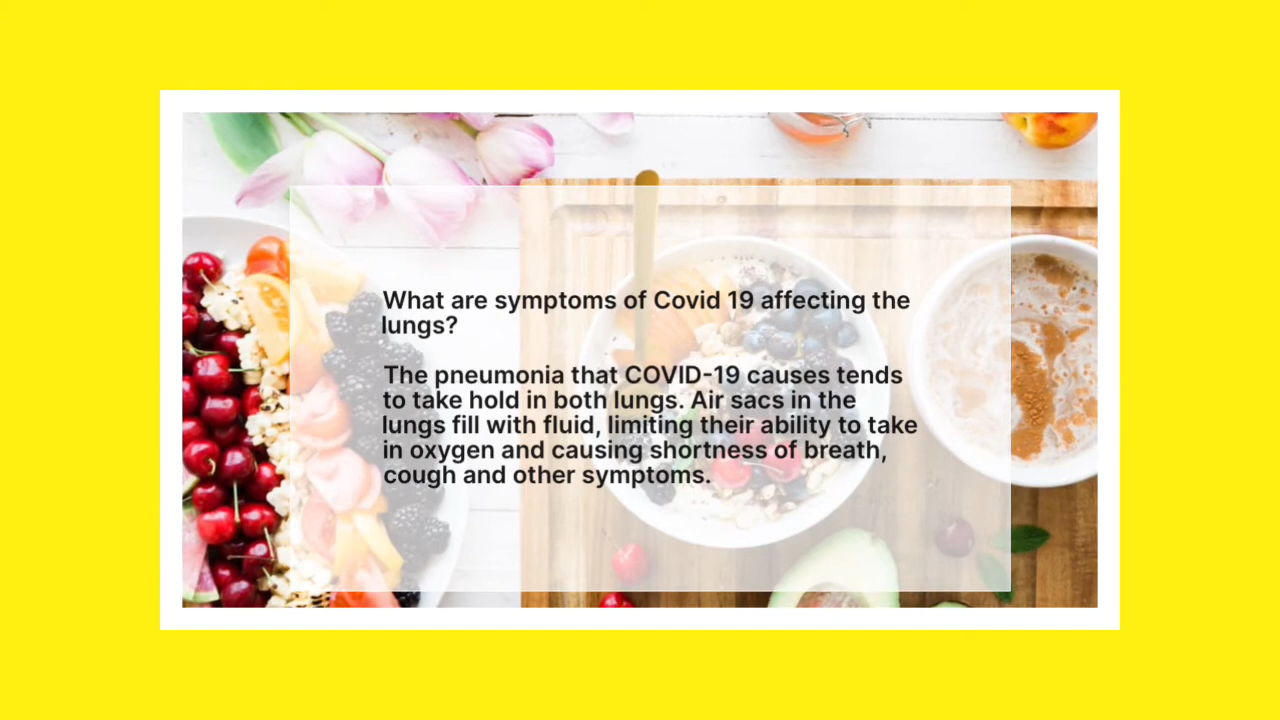 What are symptoms of Covid 19 affecting the
lungs?
The pneumonia that COVID-19 causes tends
to take hold in both lungs. Air sacs in the
lungs fill with fluid, limiting their ability to take
in oxygen and causing shortness of breath,
cough and other symptoms.